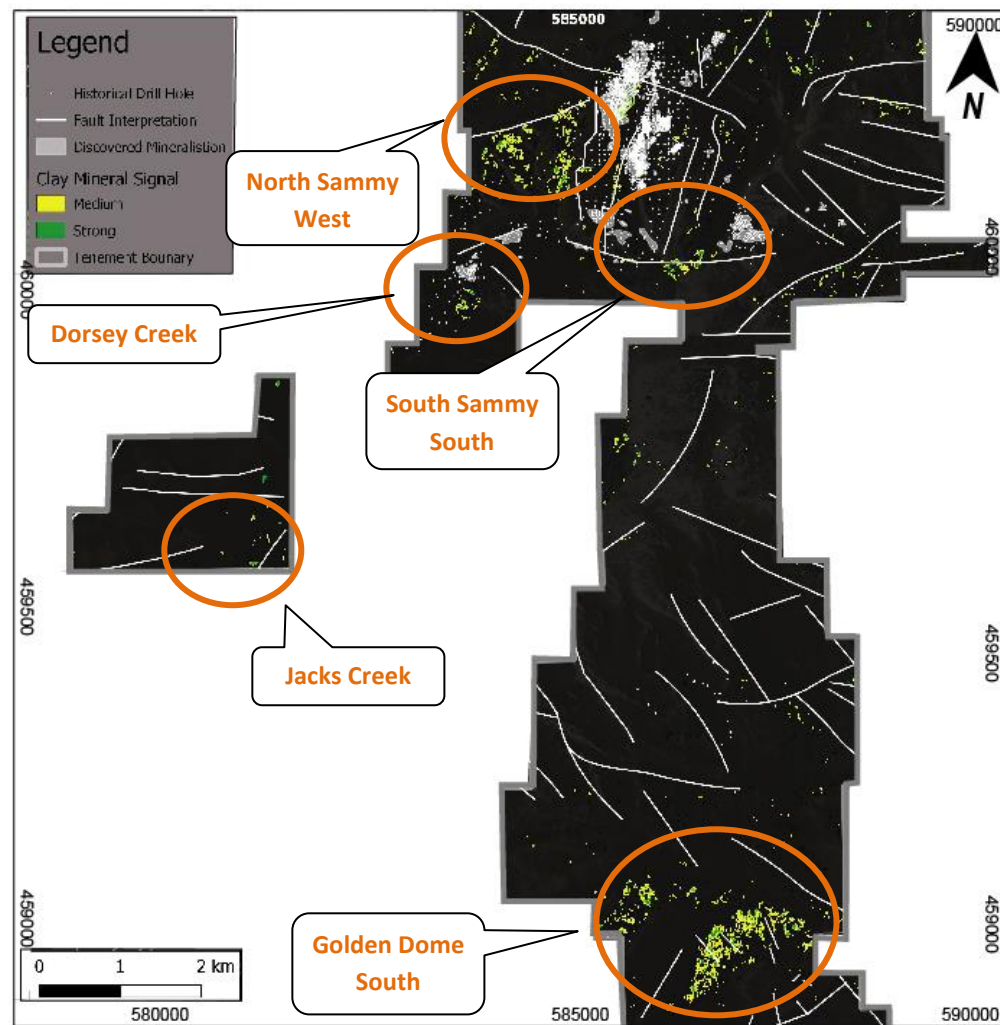 585000
590000
Legend
Historical Drill Hole
Fault Interpretation
Discovered Mineralistion
Clay Mineral Signal
Medium
Strong
Tenement Bounary
N
North Sammy
West
460000
460000
Dorsey Creek
South Sammy
South
459500
459500
Jacks Creek
459000
459000
Golden Dome
South
0 1 2 km
580000
585000
590000